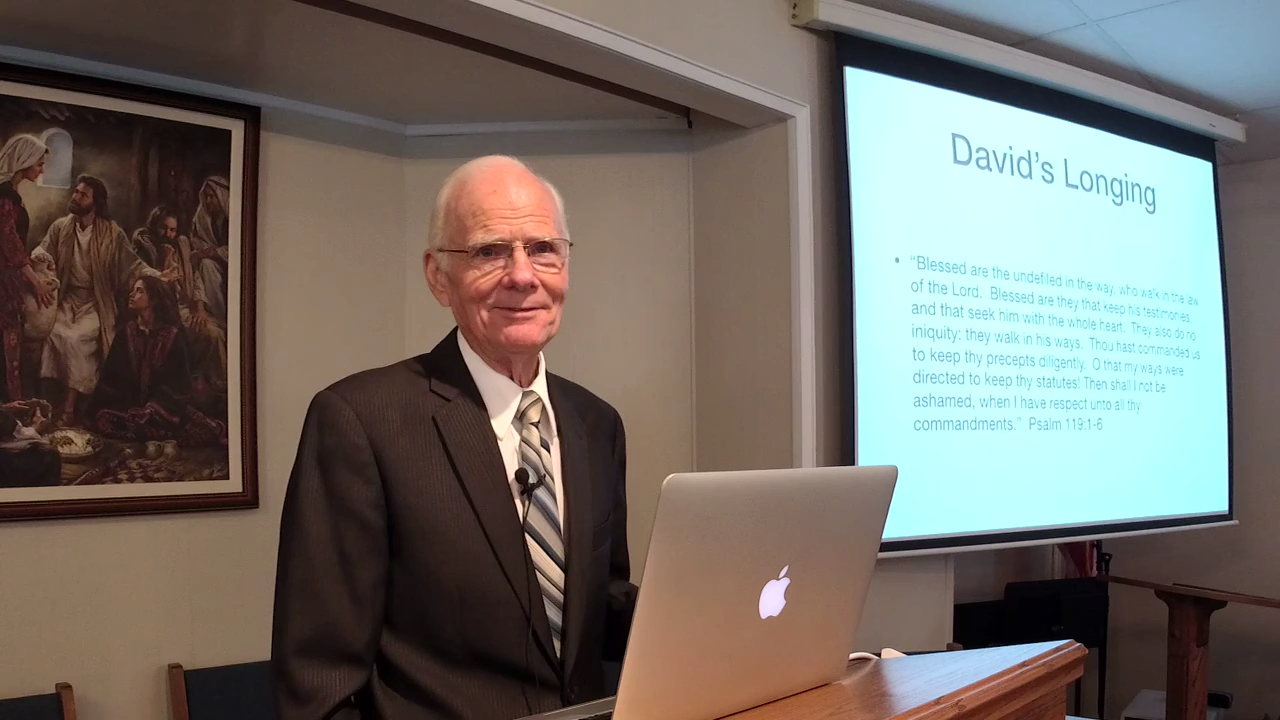 David's Longing
• “Blessed are the undefiled in the way, who walk in the law
of the Lord.  Blessed are they that keep his testimonies,
and that seek him with the whole heart.  They also do no
iniquity: they walk in his ways.  Thou hast commanded us
to keep thy precepts diligently.  O that my ways were
directed to keep thy statutes! Then shall I not be
ashamed, when I have respect unto all thy
commandments.”  Psalm 119:1-6